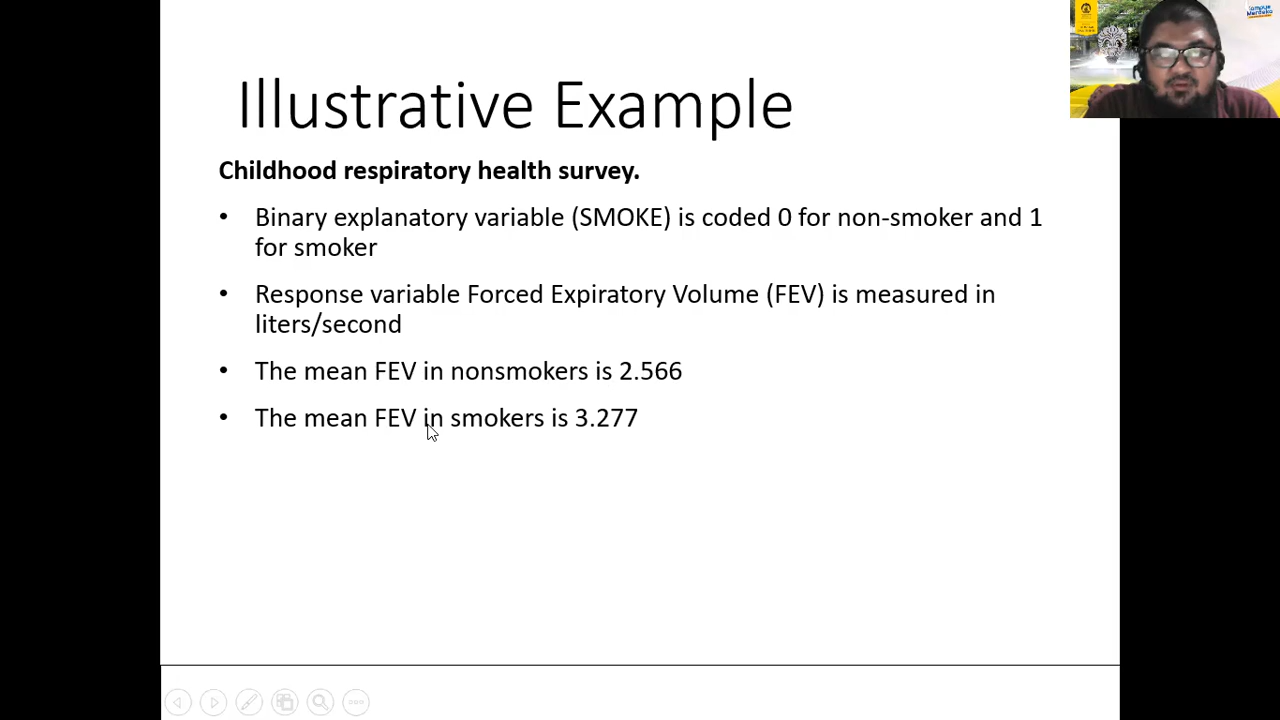 Illustrative Example
Childhood respiratory health survey.
• Binary explanatory variable (SMOKE) is coded 0 for non-smoker and 1
for smoker
• Response variable Forced Expiratory Volume (FEV) is measured in
liters/second
• The mean FEV in nonsmokers is 2.566
• The mean FEV in smokers is 3.277